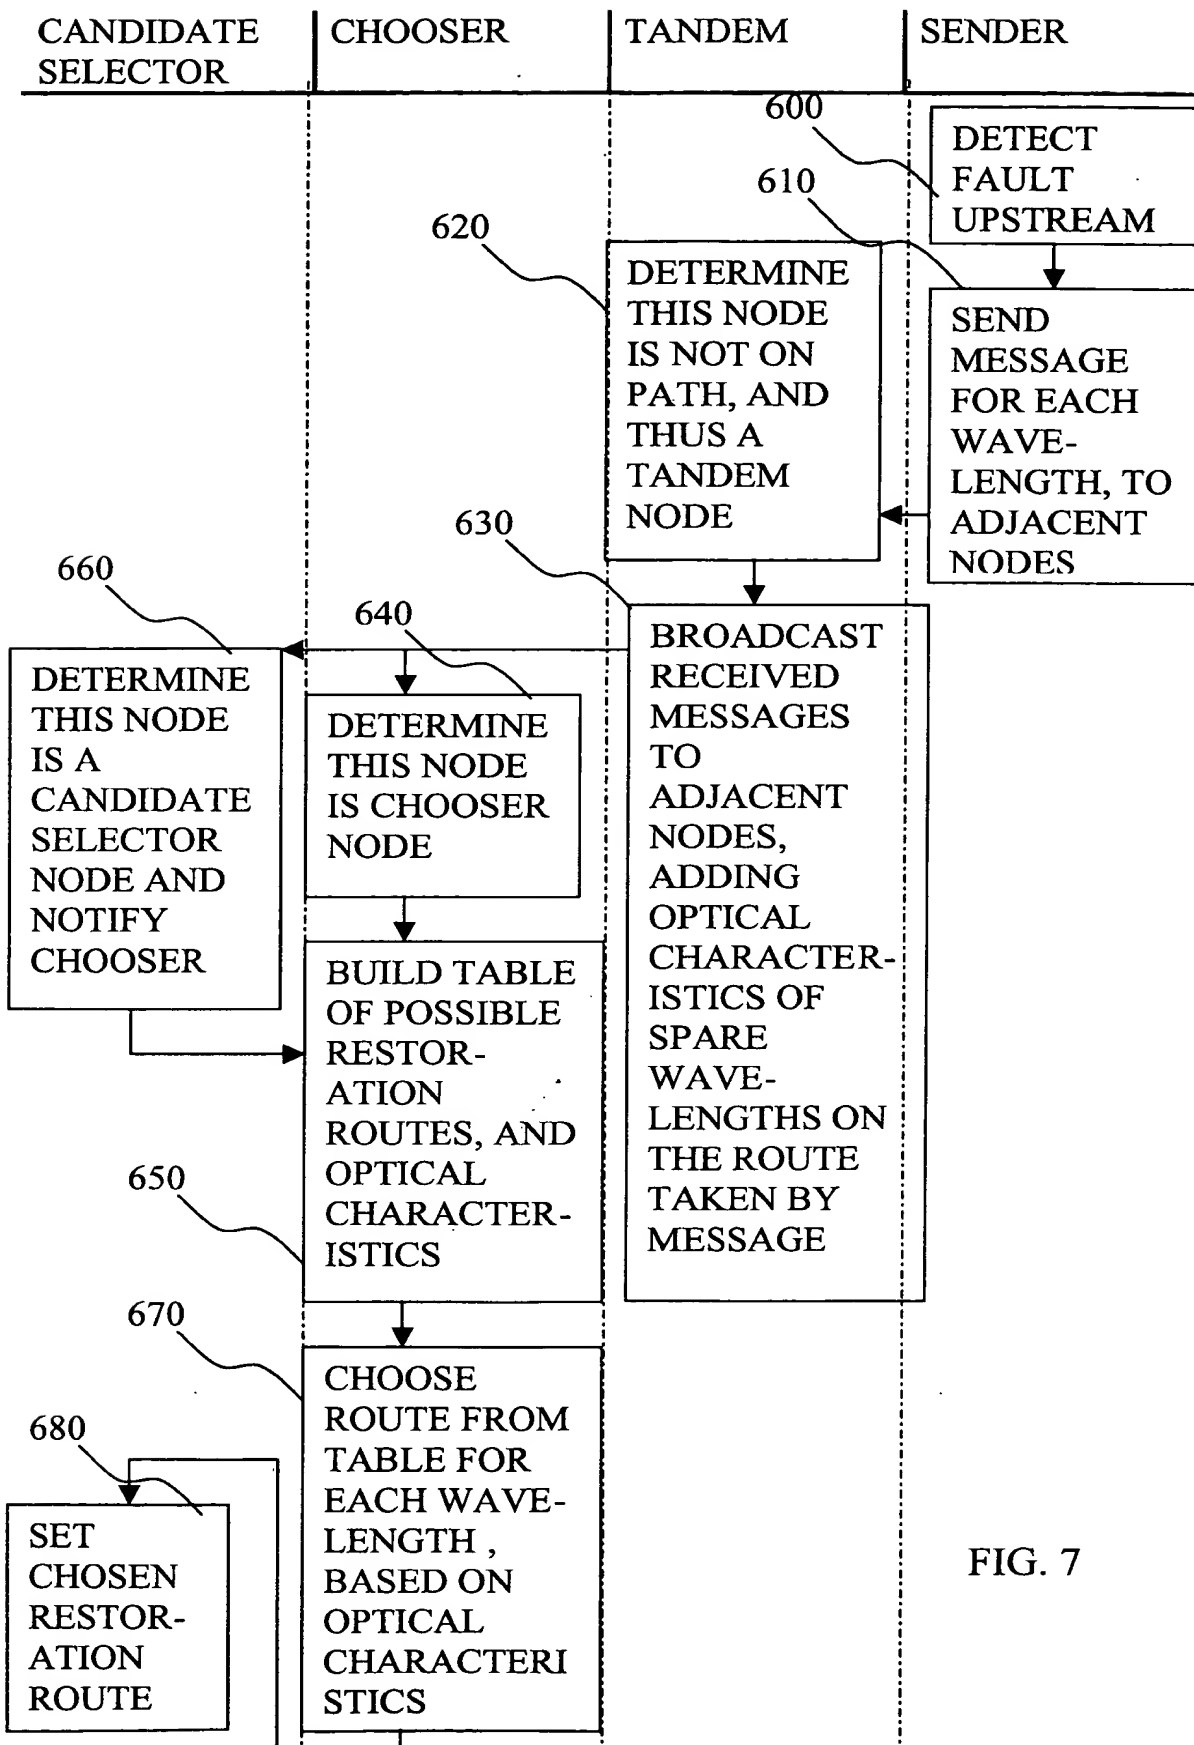 CANDIDATE
SELECTOR
CHOOSER
TANDEM
SENDER
600
DETECT
FAULT
UPSTREAM
610
SEND
MESSAGE
FOR EACH
WAVE-
LENGTH, TO
ADJACENT
NODES
620
DETERMINE
THIS NODE
IS NOT ON
PATH, AND
THUS A
TANDEM
NODE
630
BROADCAST
RECEIVED
MESSAGES
TO
ADJACENT
NODES,
ADDING
OPTICAL
CHARACTER-
ISTICS OF
SPARE
WAVE-
LENGTHS ON
THE ROUTE
TAKEN BY
MESSAGE
640
DETERMINE
THIS NODE
IS CHOOSER
NODE
660
DETERMINE
THIS NODE
IS A
CANDIDATE
SELECTOR
NODE AND
NOTIFY
CHOOSER
650
BUILD TABLE
OF POSSIBLE
RESTOR-
ATION
ROUTES, AND
OPTICAL
CHARACTER-
ISTICS
670
CHOOSE
ROUTE FROM
TABLE FOR
EACH WAVE-
LENGTH ,
BASED ON
OPTICAL
CHARACTERI
STICS
680
SET
CHOSEN
RESTOR-
ATION
ROUTE
FIG. 7